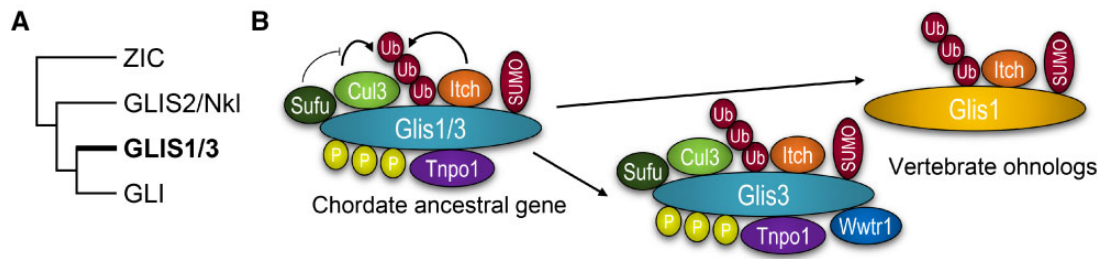 A
ZIC
GLIS2/Nkl
GLIS1/3
GLI
B
Ub
Ub
Ub
Sufu
Cul3
Itch
SUMO
Glis1/3
P P P
Tnpo1
Chordate ancestral gene
Ub
Ub
Ub
Sufu
Cul3
Itch
SUMO
Glis3
P P P
Tnpo1
Wwtr1
Ub
Ub
Ub
Itch
SUMO
Glis1
Vertebrate ohnologs